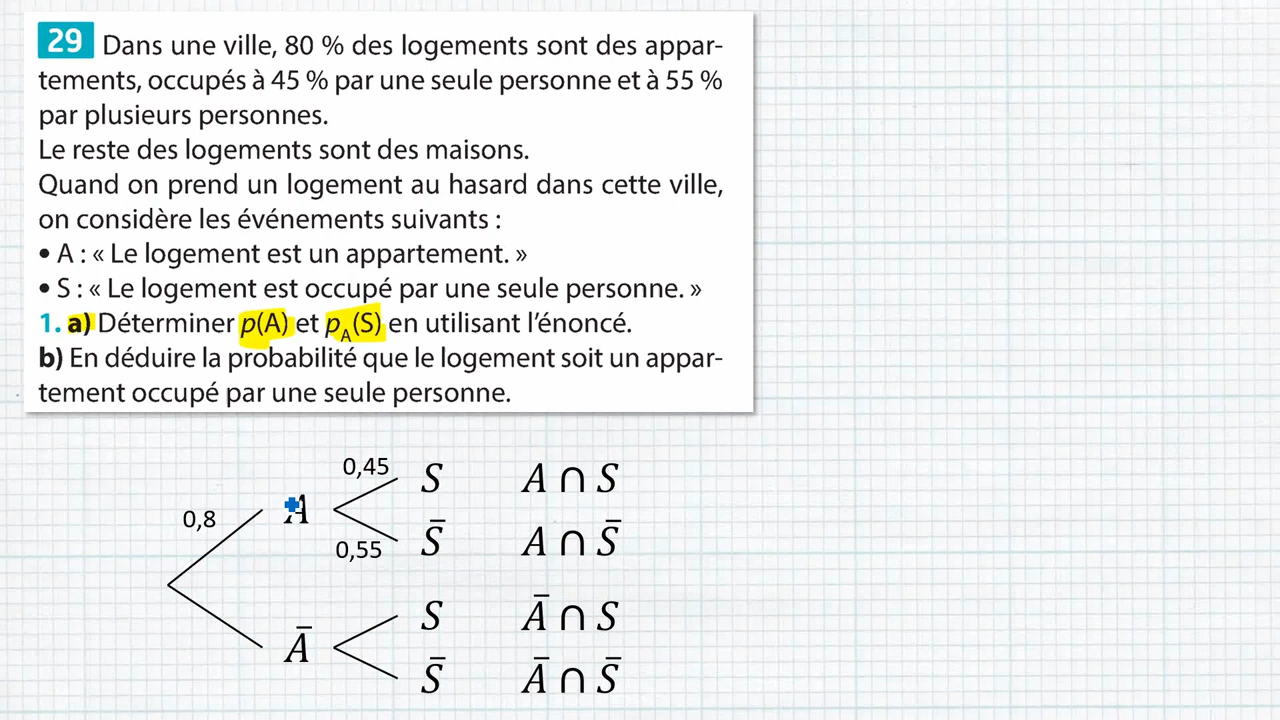 29 Dans une ville, 80 % des logements sont des appar-
tements, occupés à 45 % par une seule personne et à 55 %
par plusieurs personnes.
Le reste des logements sont des maisons.
Quand on prend un logement au hasard dans cette ville,
on considère les événements suivants :
• A : « Le logement est un appartement. »
• S : « Le logement est occupé par une seule personne. »
1. a) Déterminer p(A) et p_A(S) en utilisant l’énoncé.
b) En déduire la probabilité que le logement soit un appar-
tement occupé par une seule personne.
0,45 S A ∩ S
0,8 A
0,55 S̅ A ∩ S̅
S A̅ ∩ S
A̅
S̅ A̅ ∩ S̅